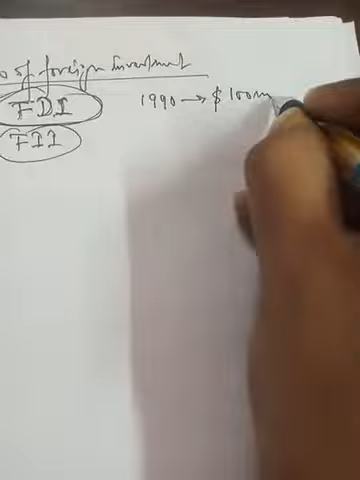 o of foreign investment
FDI 1990 → $ 100m
FII